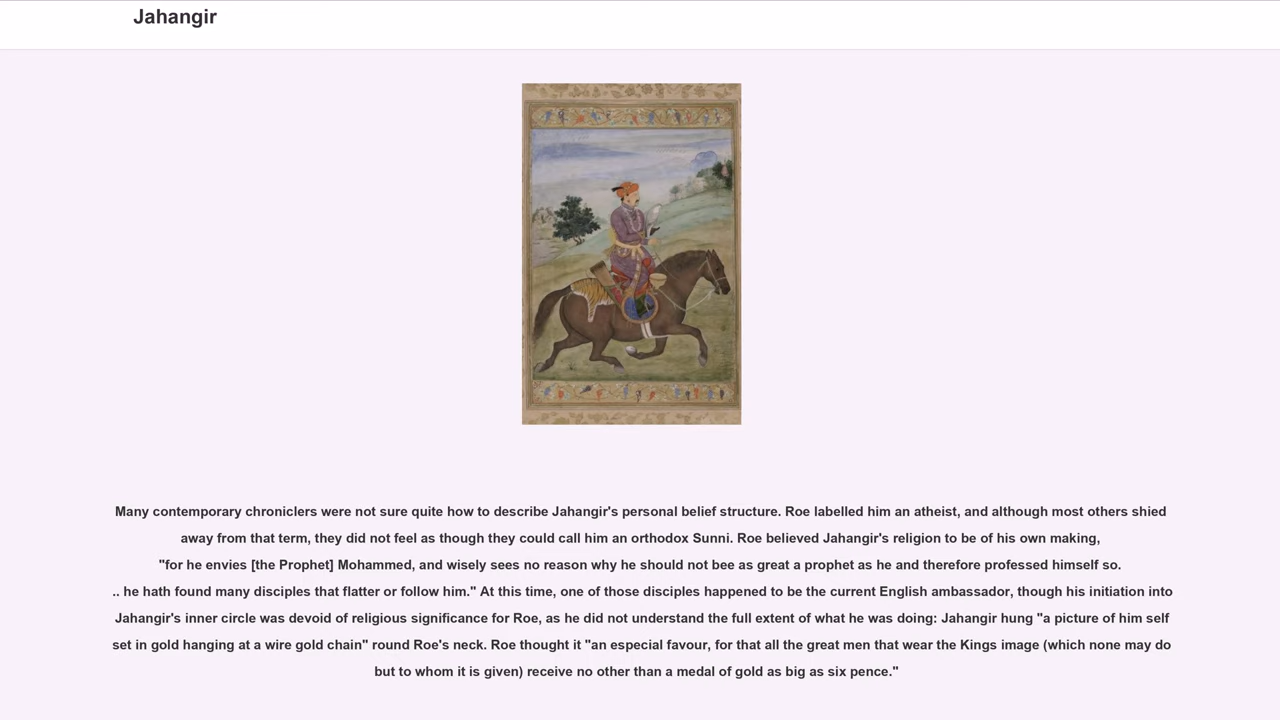 Jahangir
Many contemporary chroniclers were not sure quite how to describe Jahangir's personal belief structure. Roe labelled him an atheist, and although most others shied
away from that term, they did not feel as though they could call him an orthodox Sunni. Roe believed Jahangir's religion to be of his own making,
"for he envies [the Prophet] Mohammed, and wisely sees no reason why he should not bee as great a prophet as he and therefore professed himself so.
.. he hath found many disciples that flatter or follow him." At this time, one of those disciples happened to be the current English ambassador, though his initiation into
Jahangir's inner circle was devoid of religious significance for Roe, as he did not understand the full extent of what he was doing: Jahangir hung "a picture of him self
set in gold hanging at a wire gold chain" round Roe's neck. Roe thought it "an especial favour, for that all the great men that wear the Kings image (which none may do
but to whom it is given) receive no other than a medal of gold as big as six pence."